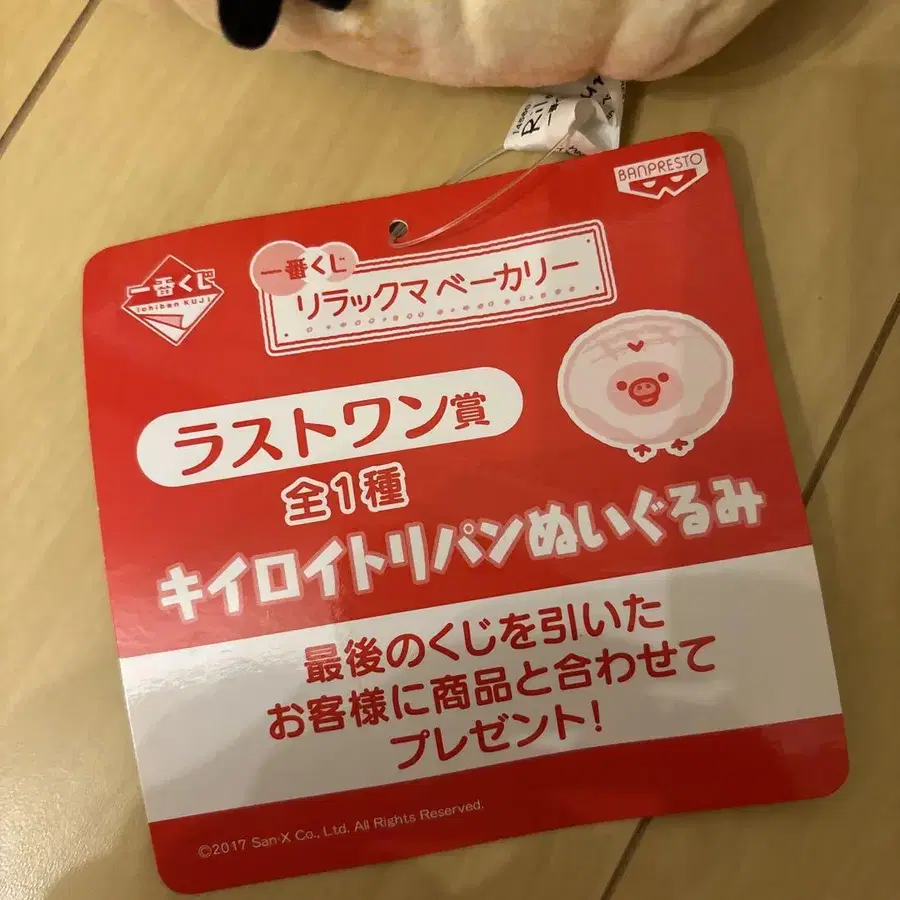 BANPRESTO
一番くじ
Ichiban KUJI
一番くじ
リラックマ ベーカリー
ラストワン賞
全1種
キイロイトリパンぬいぐるみ
最後のくじを引いた
お客様に商品と合わせて
プレゼント!
©2017 San-X Co., Ltd. All Rights Reserved.